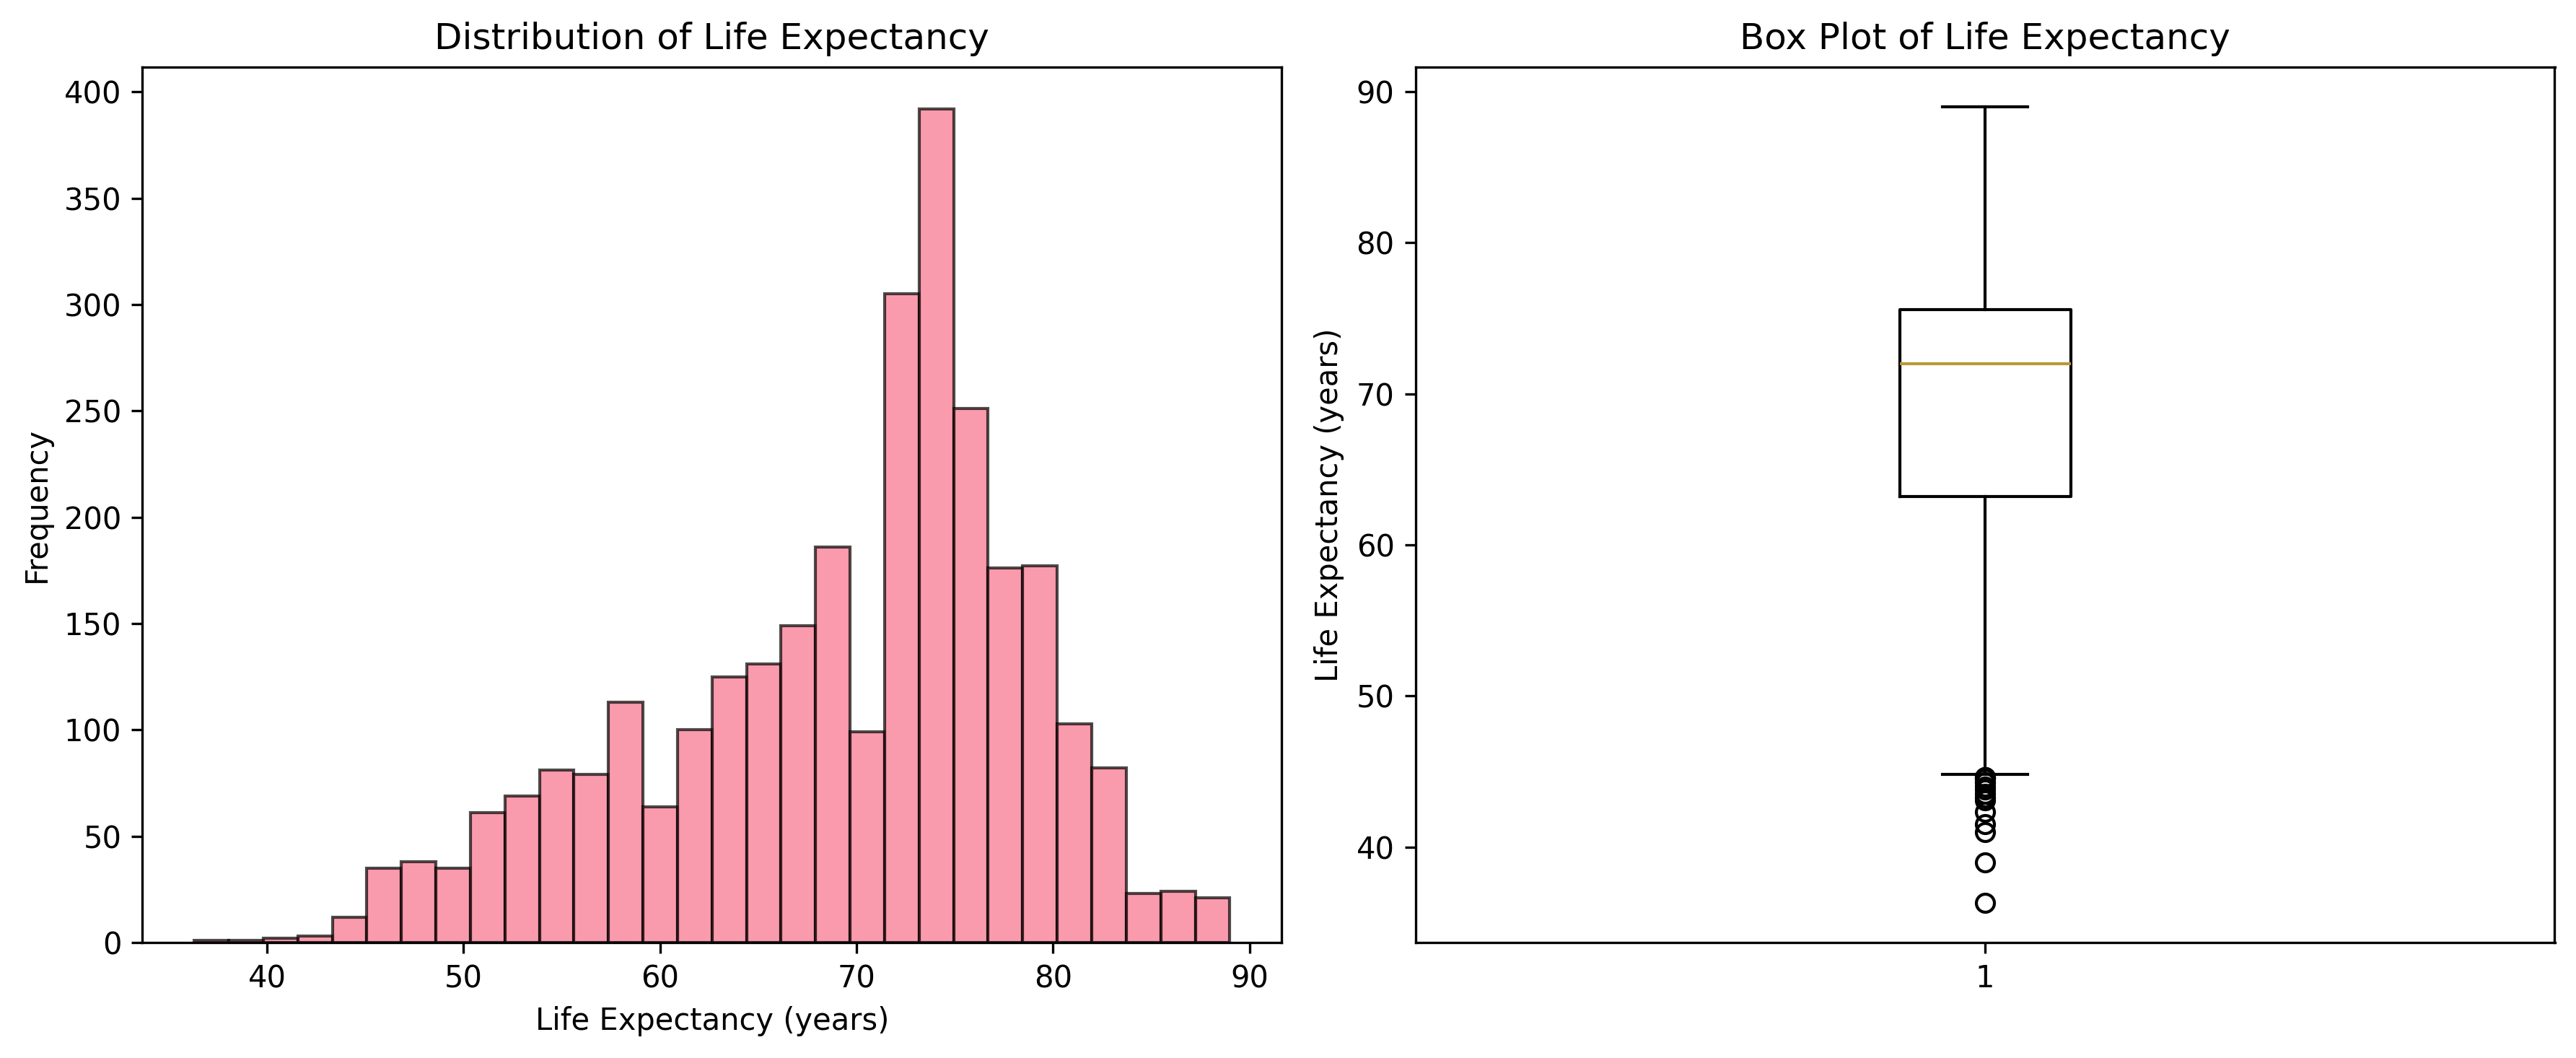 Distribution of Life Expectancy
400
350
300
250
200
150
100
50
0
Frequency
40 50 60 70 80 90
Life Expectancy (years)
Box Plot of Life Expectancy
90
80
70
60
50
40
Life Expectancy (years)
1